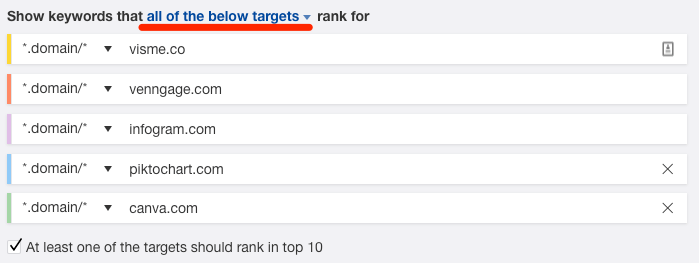 Show keywords that all of the below targets rank for
*.domain/* visme.co
*.domain/* venngage.com
*.domain/* infogram.com
*.domain/* piktochart.com
*.domain/* canva.com
At least one of the targets should rank in top 10